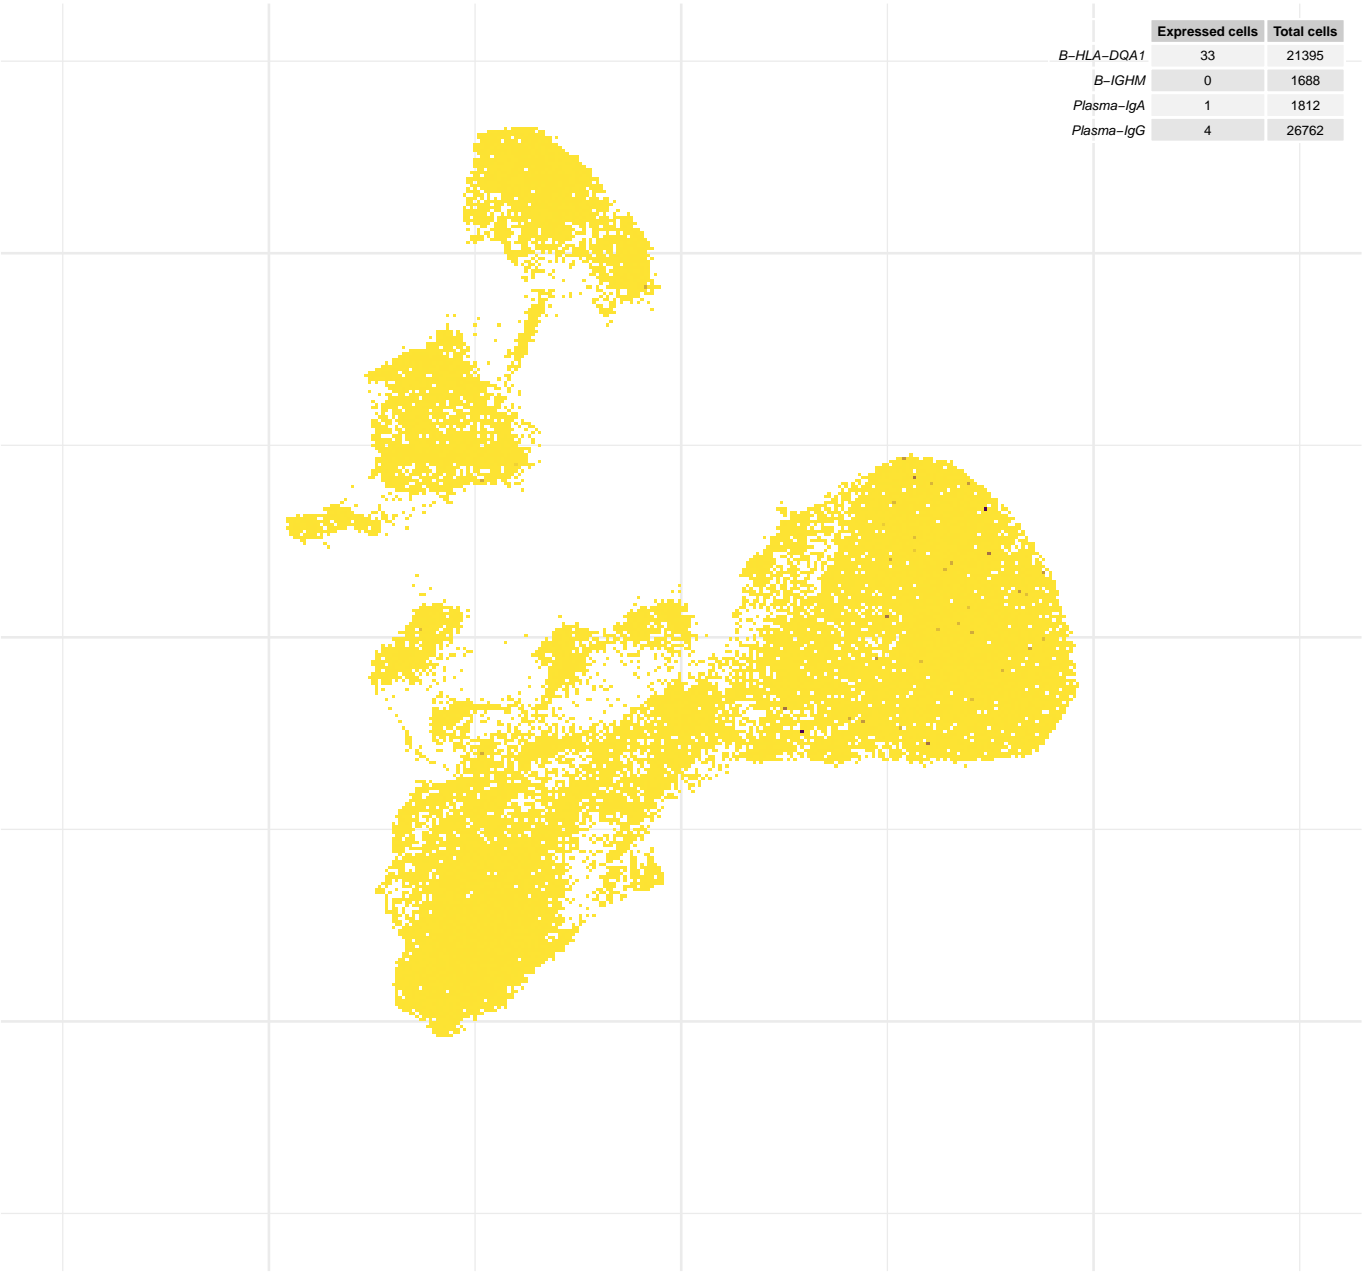 Expressed cells Total cells
B-HLA-DQA1 33 21395
B-IGHM 0 1688
Plasma-IgA 1 1812
Plasma-IgG 4 26762